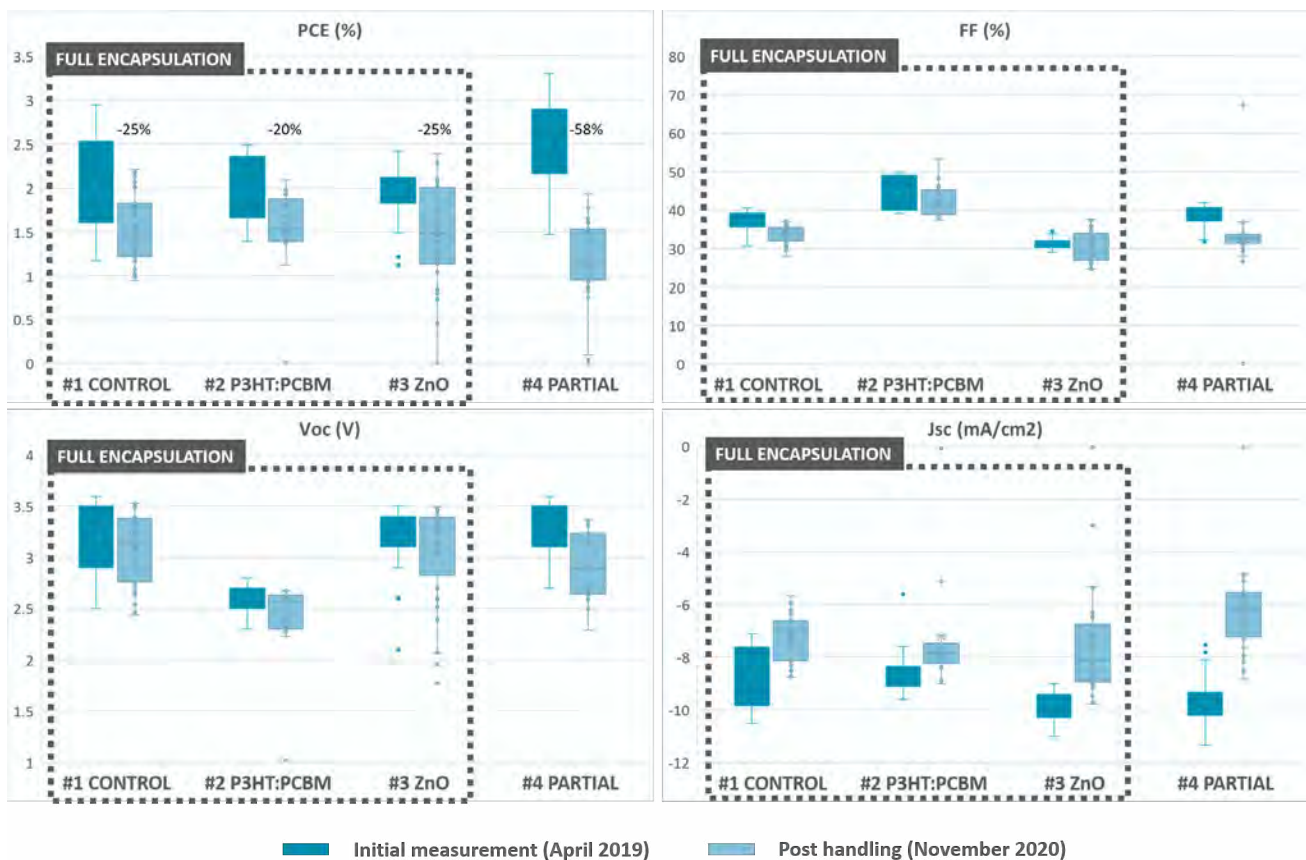 PCE (%)
FULL ENCAPSULATION
3.5
3
2.5
2
1.5
1
0.5
0
-25%
-20%
-25%
-58%
#1 CONTROL
#2 P3HT:PCBM
#3 ZnO
#4 PARTIAL
FF (%)
FULL ENCAPSULATION
80
70
60
50
40
30
20
10
0
#1 CONTROL
#2 P3HT:PCBM
#3 ZnO
#4 PARTIAL
Voc (V)
FULL ENCAPSULATION
4
3.5
3
2.5
2
1.5
1
#1 CONTROL
#2 P3HT:PCBM
#3 ZnO
#4 PARTIAL
Jsc (mA/cm2)
FULL ENCAPSULATION
0
-2
-4
-6
-8
-10
-12
#1 CONTROL
#2 P3HT:PCBM
#3 ZnO
#4 PARTIAL
Initial measurement (April 2019)
Post handling (November 2020)